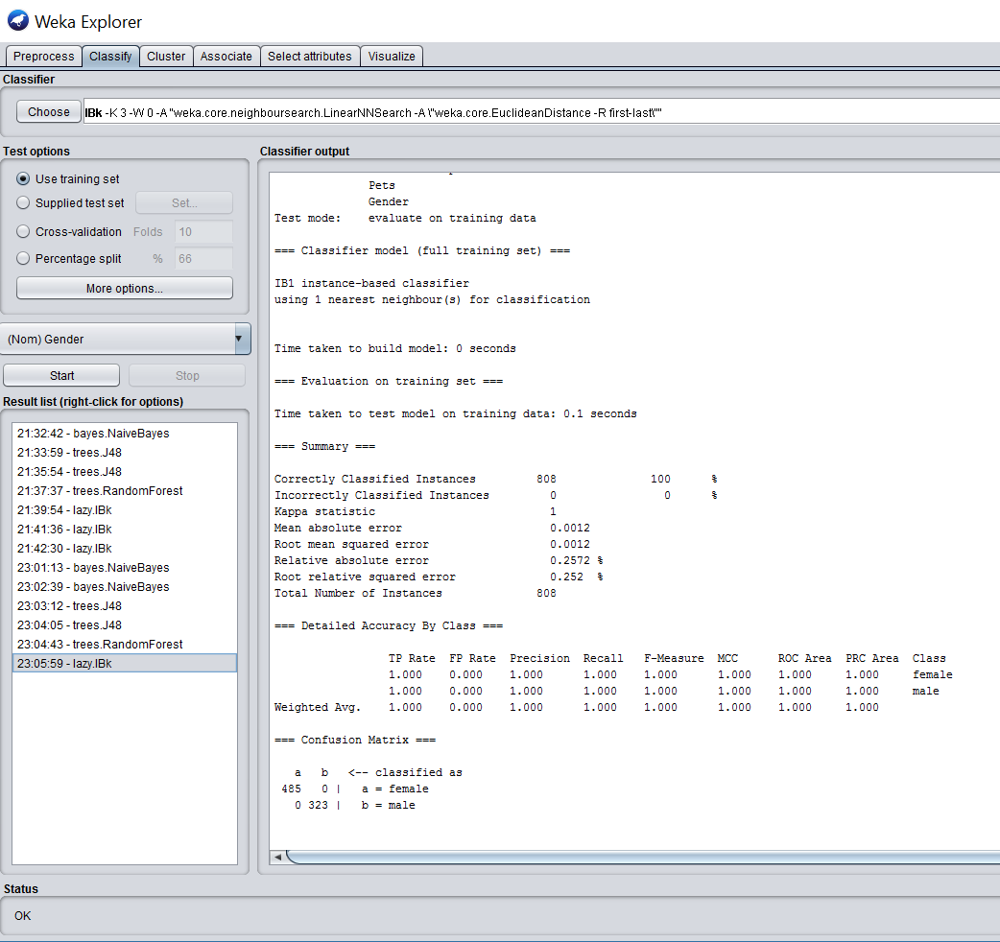 Weka Explorer
Preprocess Classify Cluster Associate Select attributes Visualize
Classifier
Choose IBk -K 3 -W 0 -A "weka.core.neighboursearch.LinearNNSearch -A \"weka.core.EuclideanDistance -R first-last\""
Test options
Use training set
Supplied test set Set...
Cross-validation Folds 10
Percentage split % 66
More options...
(Nom) Gender
Start Stop
Result list (right-click for options)
21:32:42 - bayes.NaiveBayes
21:33:59 - trees.J48
21:35:54 - trees.J48
21:37:37 - trees.RandomForest
21:39:54 - lazy.IBk
21:41:36 - lazy.IBk
21:42:30 - lazy.IBk
23:01:13 - bayes.NaiveBayes
23:02:39 - bayes.NaiveBayes
23:03:12 - trees.J48
23:04:05 - trees.J48
23:04:43 - trees.RandomForest
23:05:59 - lazy.IBk
Classifier output
Pets
Gender
Test mode: evaluate on training data
=== Classifier model (full training set) ===
IB1 instance-based classifier
using 1 nearest neighbour(s) for classification
Time taken to build model: 0 seconds
=== Evaluation on training set ===
Time taken to test model on training data: 0.1 seconds
=== Summary ===
Correctly Classified Instances 808 100 %
Incorrectly Classified Instances 0 0 %
Kappa statistic 1
Mean absolute error 0.0012
Root mean squared error 0.0012
Relative absolute error 0.2572 %
Root relative squared error 0.252 %
Total Number of Instances 808
=== Detailed Accuracy By Class ===
TP Rate FP Rate Precision Recall F-Measure MCC ROC Area PRC Area Class
1.000 0.000 1.000 1.000 1.000 1.000 1.000 1.000 female
1.000 0.000 1.000 1.000 1.000 1.000 1.000 1.000 male
Weighted Avg. 1.000 0.000 1.000 1.000 1.000 1.000 1.000 1.000
=== Confusion Matrix ===
a b <-- classified as
485 0 | a = female
0 323 | b = male
Status
OK